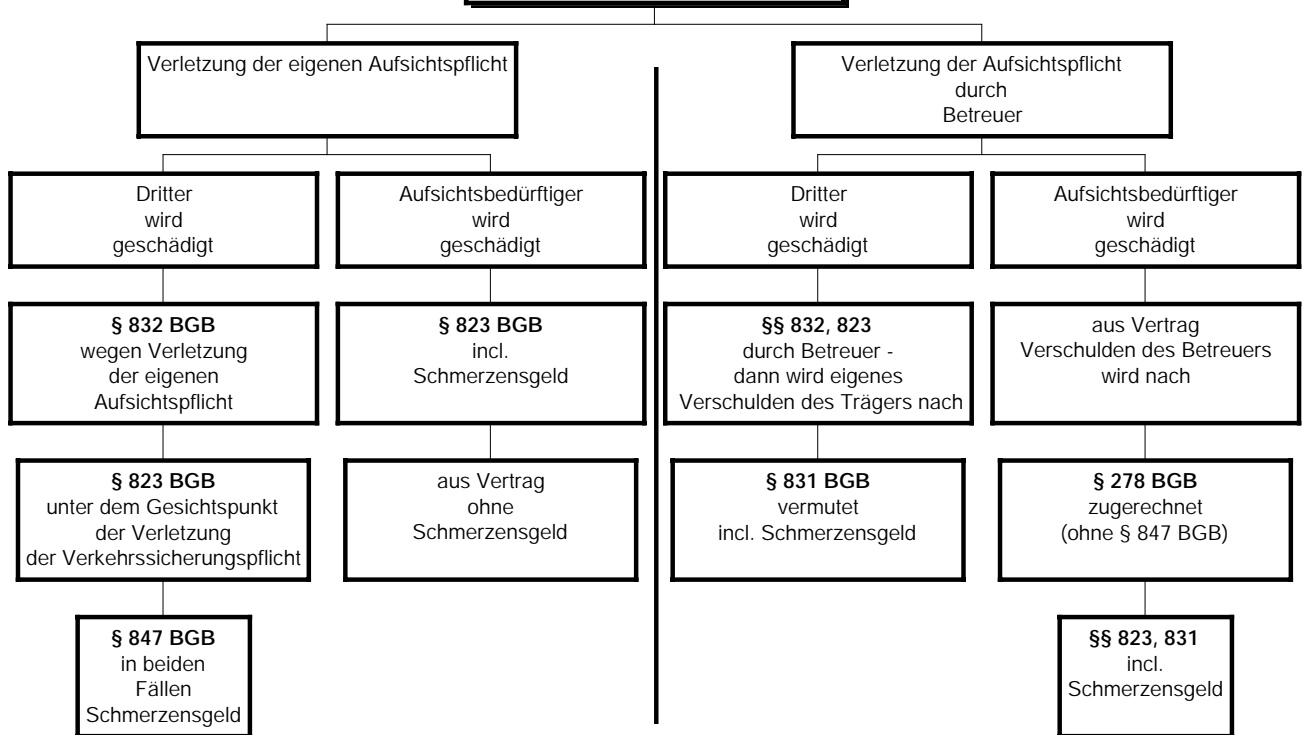 Verletzung der eigenen Aufsichtspflicht
Verletzung der Aufsichtspflicht
durch
Betreuer
Dritter
wird
geschädigt
Aufsichtsbedürftiger
wird
geschädigt
Dritter
wird
geschädigt
Aufsichtsbedürftiger
wird
geschädigt
§ 832 BGB
wegen Verletzung
der eigenen
Aufsichtspflicht
§ 823 BGB
incl.
Schmerzensgeld
§§ 832, 823
durch Betreuer -
dann wird eigenes
Verschulden des Trägers nach
aus Vertrag
Verschulden des Betreuers
wird nach
§ 823 BGB
unter dem Gesichtspunkt
der Verletzung
der Verkehrssicherungspflicht
aus Vertrag
ohne
Schmerzensgeld
§ 831 BGB
vermutet
incl. Schmerzensgeld
§ 278 BGB
zugerechnet
(ohne § 847 BGB)
§ 847 BGB
in beiden
Fällen
Schmerzensgeld
§§ 823, 831
incl.
Schmerzensgeld